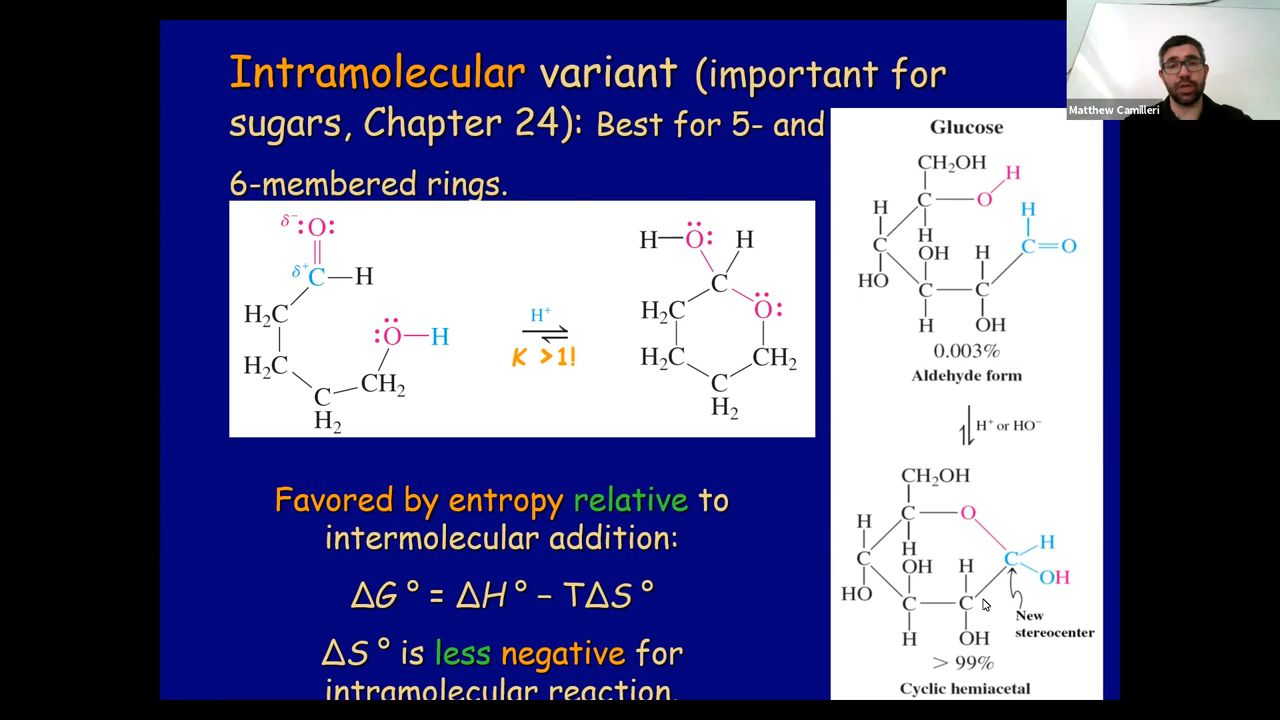 Intramolecular variant (important for
sugars, Chapter 24): Best for 5- and
6-membered rings.
Matthew Camilleri
δ⁻ :O:
δ⁺ C—H
H₂C
:O—H
H₂C
CH₂
C
H₂
H⁺
K >1!
H—O: H
C
H₂C
O:
H₂C
CH₂
C
H₂
Favored by entropy relative to
intermolecular addition:
ΔG ° = ΔH ° − TΔS °
ΔS ° is less negative for
intramolecular reaction.
Glucose
CH₂OH
H
C—O
H
H
H
C
OH H
C=O
HO
C—C
H
OH
0.003%
Aldehyde form
H⁺ or HO⁻
CH₂OH
C—O
H
H
H
C
OH H
C
OH
HO
C—C
New
stereocenter
H
OH
> 99%
Cyclic hemiacetal